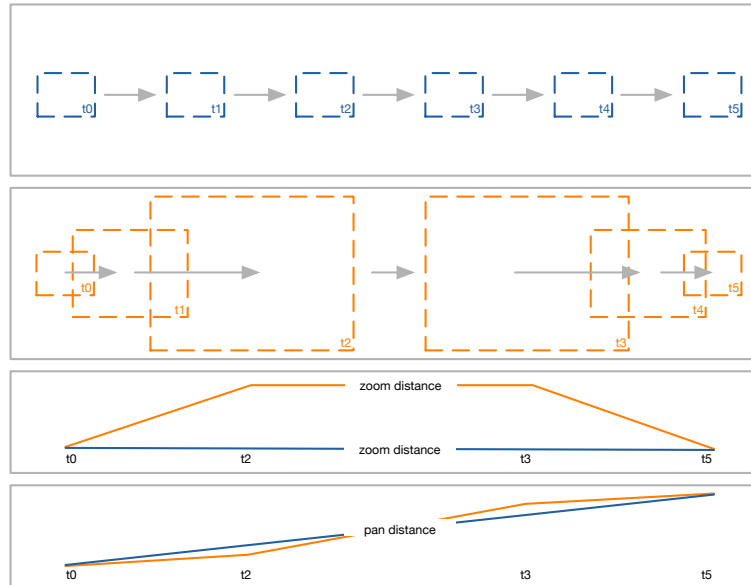 t0 t1 t2 t3 t4 t5
t0 t5
t1 t4
t2 t3
zoom distance
zoom distance
t0 t2 t3 t5
pan distance
t0 t2 t3 t5